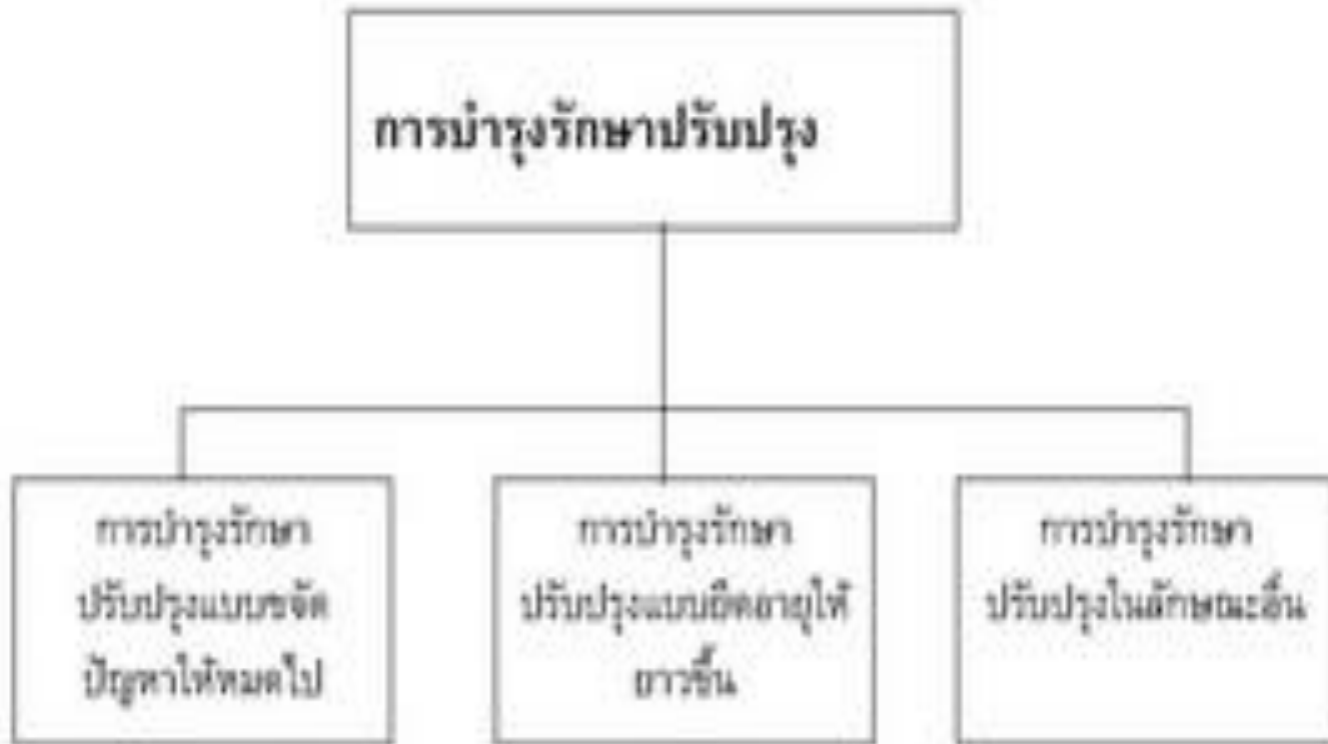 การบำรุงรักษาปรับปรุง
การบำรุงรักษา
ปรับปรุงแบบขจัด
ปัญหาให้หมดไป
การบำรุงรักษา
ปรับปรุงแบบยืดอายุให้
ยาวขึ้น
การบำรุงรักษา
ปรับปรุงในลักษณะอื่น